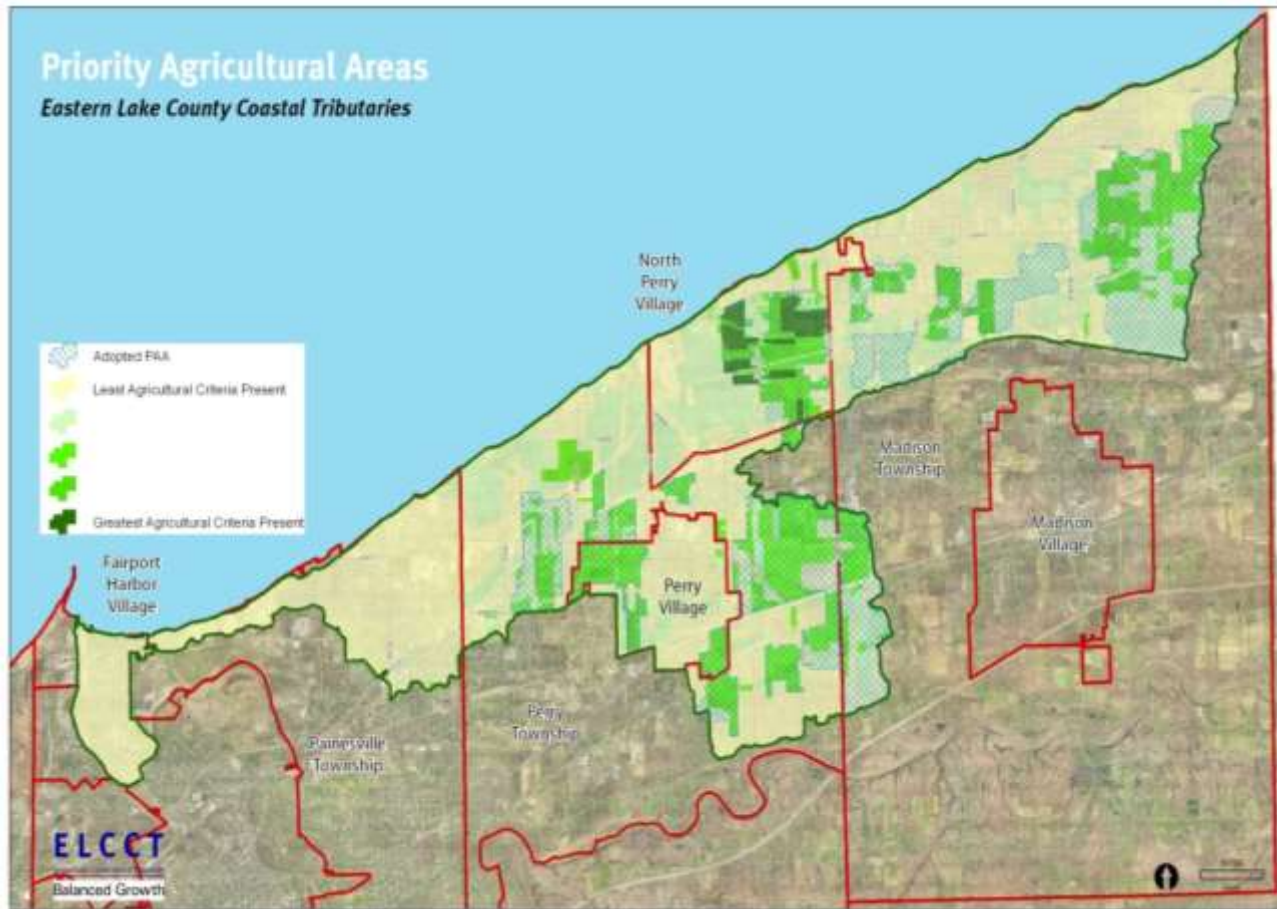 Priority Agricultural Areas
Eastern Lake County Coastal Tributaries
North
Perry
Village
Adopted PAA
Least Agricultural Criteria Present
Greatest Agricultural Criteria Present
Madison
Township
Madison
Village
Fairport
Harbor
Village
Perry
Village
Perry
Township
Painesville
Township
ELCCT
Balanced Growth